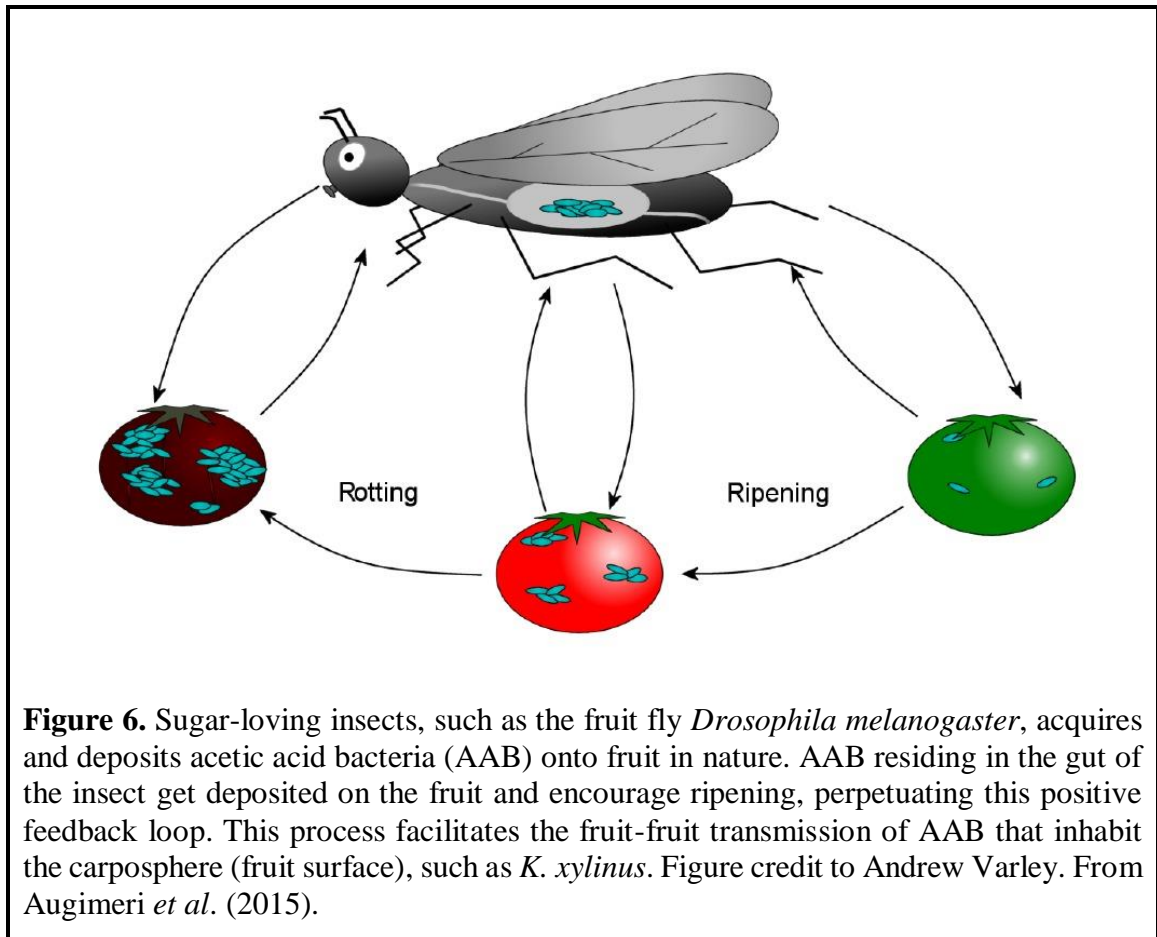 Rotting
Ripening
Figure 6. Sugar-loving insects, such as the fruit fly Drosophila melanogaster, acquires
and deposits acetic acid bacteria (AAB) onto fruit in nature. AAB residing in the gut of
the insect get deposited on the fruit and encourage ripening, perpetuating this positive
feedback loop. This process facilitates the fruit-fruit transmission of AAB that inhabit
the carposphere (fruit surface), such as K. xylinus. Figure credit to Andrew Varley. From
Augimeri et al. (2015).